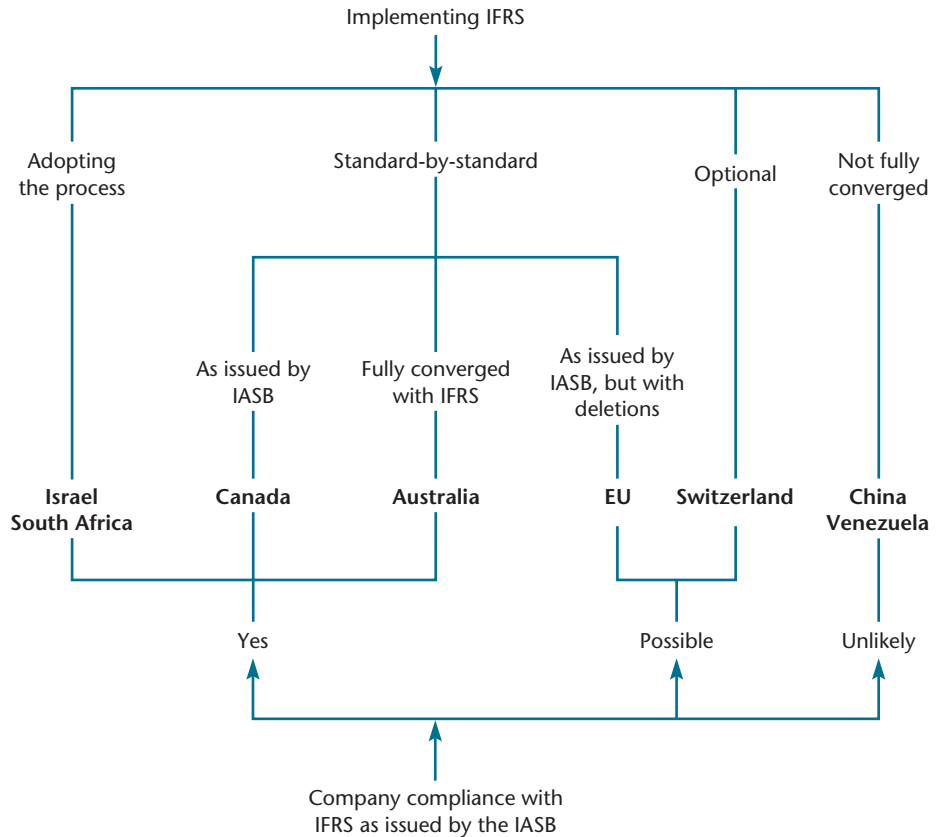 Implementing IFRS
Adopting
the process
Standard-by-standard
Optional
Not fully
converged
As issued by
IASB
Fully converged
with IFRS
As issued by
IASB, but with
deletions
Israel
South Africa
Canada
Australia
EU
Switzerland
China
Venezuela
Yes
Possible
Unlikely
Company compliance with
IFRS as issued by the IASB